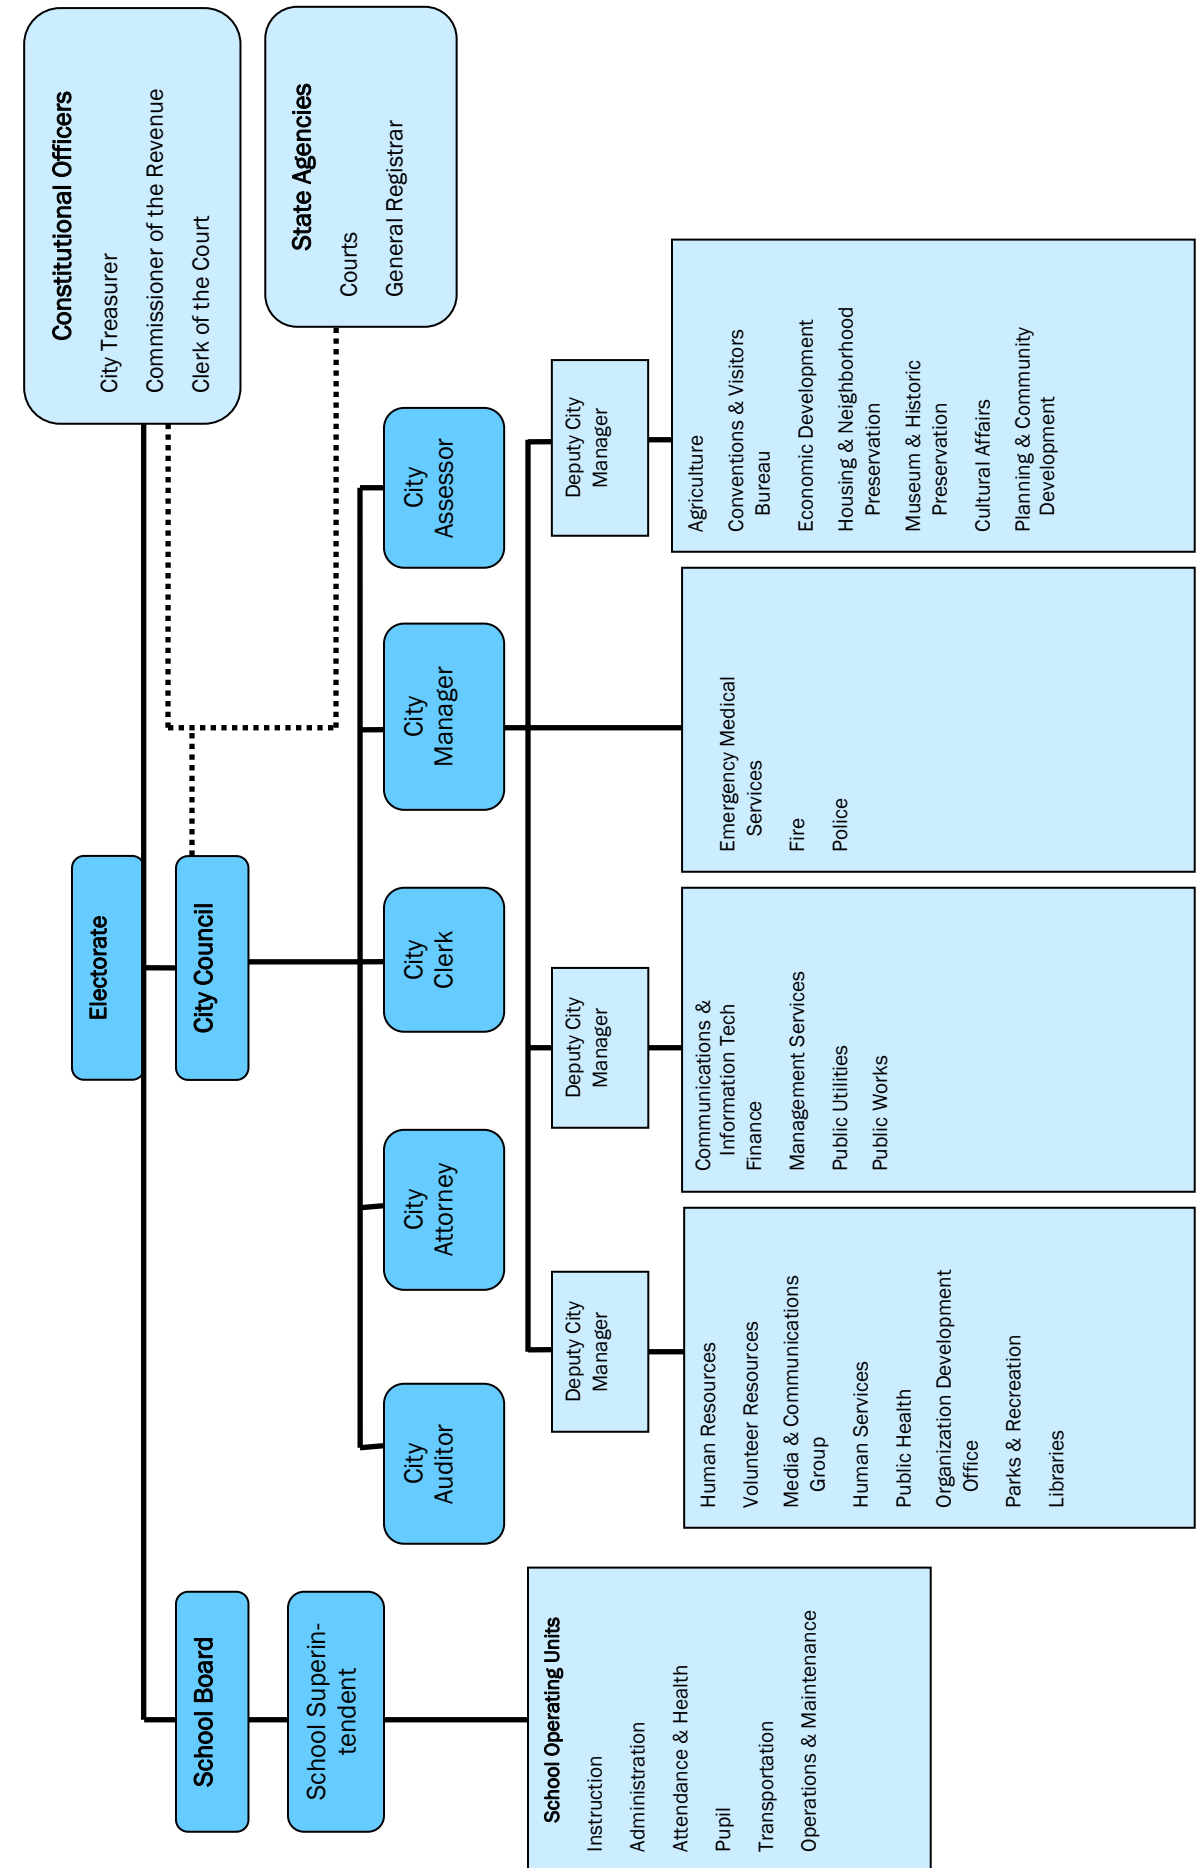 Electorate
Constitutional Officers
City Treasurer
Commissioner of the Revenue
Clerk of the Court
School Board
City Council
State Agencies
Courts
General Registrar
School Superin-
tendent
City
Auditor
City
Attorney
City
Clerk
City
Manager
City
Assessor
Deputy City
Manager
Deputy City
Manager
Deputy City
Manager
School Operating Units
Instruction
Administration
Attendance & Health
Pupil
Transportation
Operations & Maintenance
Human Resources
Volunteer Resources
Media & Communications
Group
Human Services
Public Health
Organization Development
Office
Parks & Recreation
Libraries
Communications &
Information Tech
Finance
Management Services
Public Utilities
Public Works
Emergency Medical
Services
Fire
Police
Agriculture
Conventions & Visitors
Bureau
Economic Development
Housing & Neighborhood
Preservation
Museum & Historic
Preservation
Cultural Affairs
Planning & Community
Development